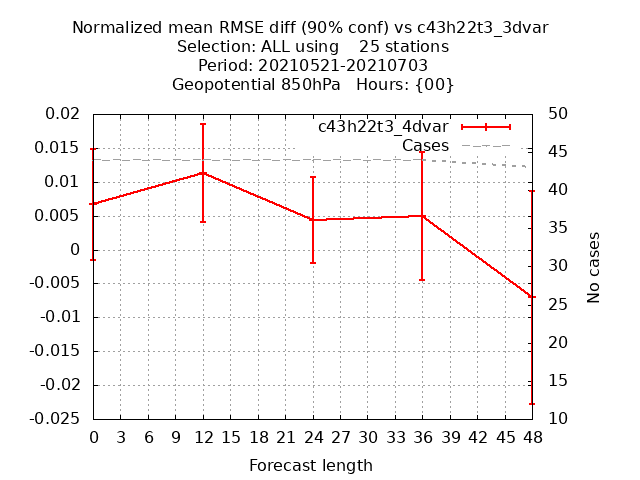 Normalized mean RMSE diff (90% conf) vs c43h22t3_3dvar
Selection: ALL using    25 stations
Period: 20210521-20210703
Geopotential 850hPa   Hours: {00}
c43h22t3_4dvar
Cases
0.02
0.015
0.01
0.005
0
-0.005
-0.01
-0.015
-0.02
-0.025
50
45
40
35
30
25
20
15
10
No cases
0 3 6 9 12 15 18 21 24 27 30 33 36 39 42 45 48
Forecast length